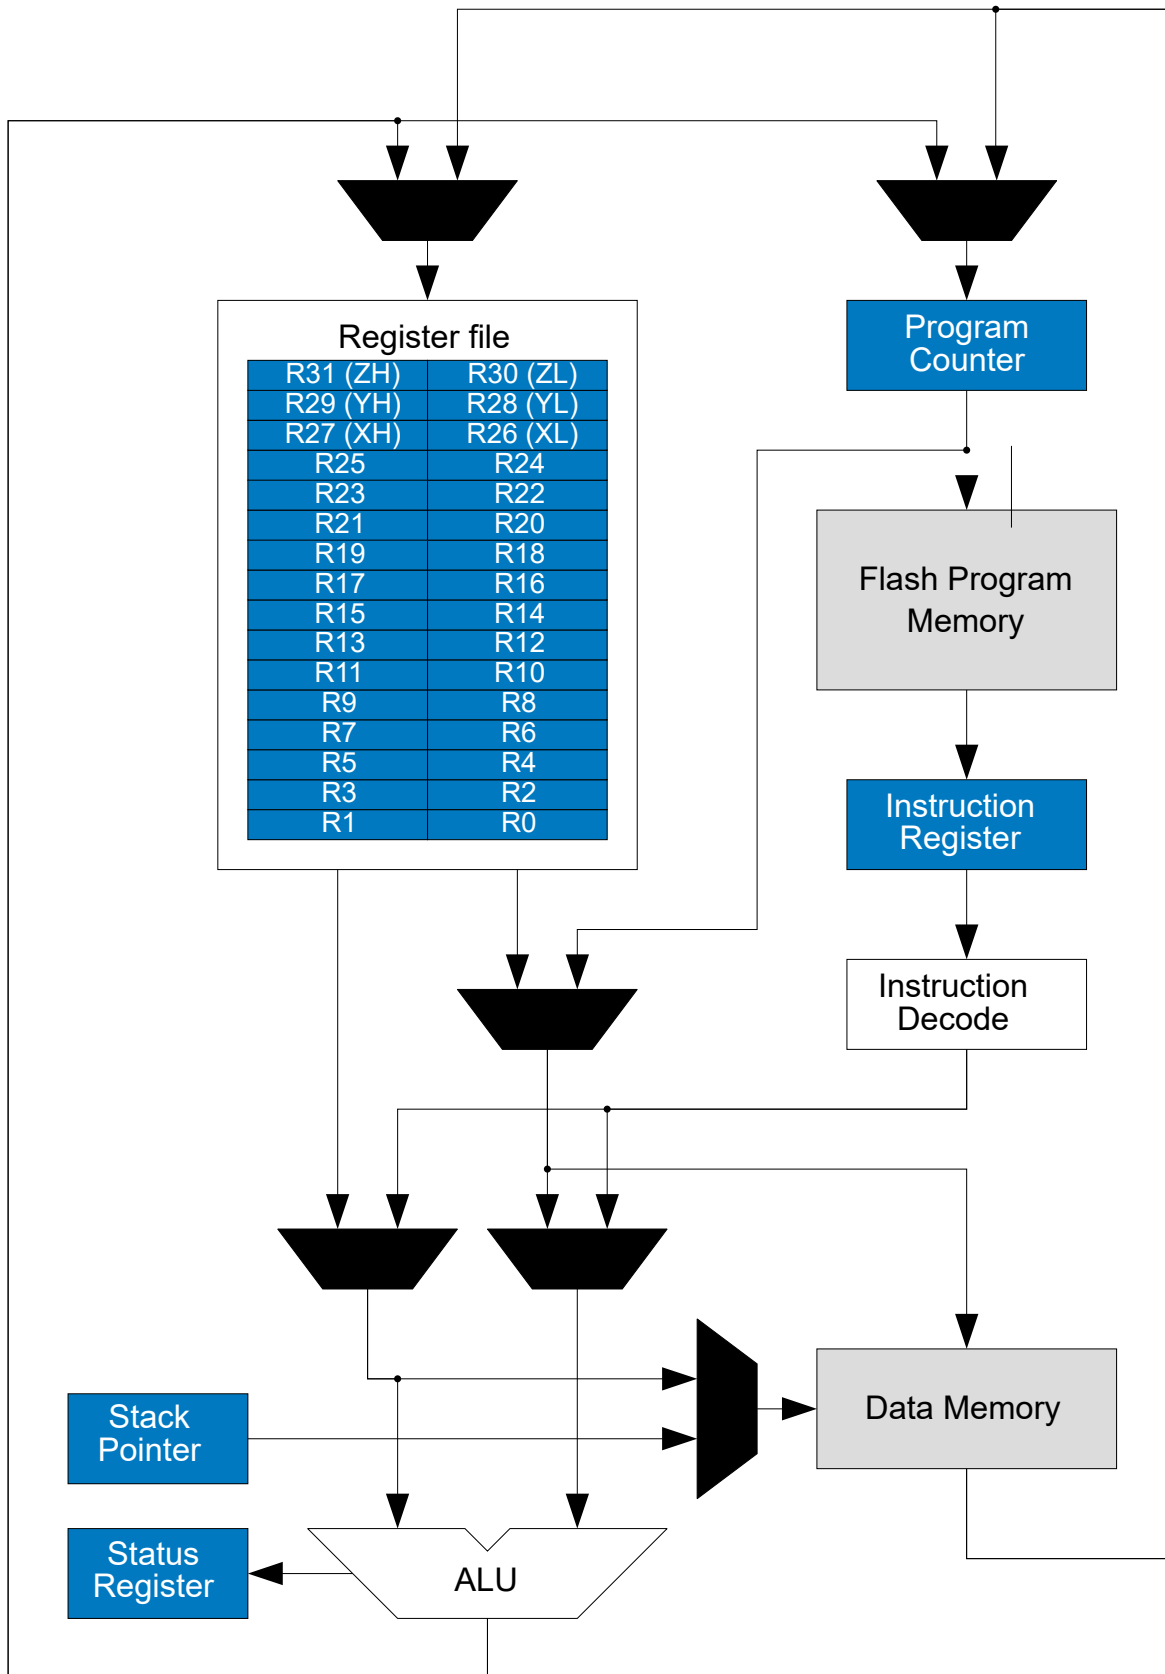 Register file
R31 (ZH) R30 (ZL)
R29 (YH) R28 (YL)
R27 (XH) R26 (XL)
R25 R24
R23 R22
R21 R20
R19 R18
R17 R16
R15 R14
R13 R12
R11 R10
R9 R8
R7 R6
R5 R4
R3 R2
R1 R0
Program
Counter
Flash Program
Memory
Instruction
Register
Instruction
Decode
Stack
Pointer
Data Memory
Status
Register
ALU